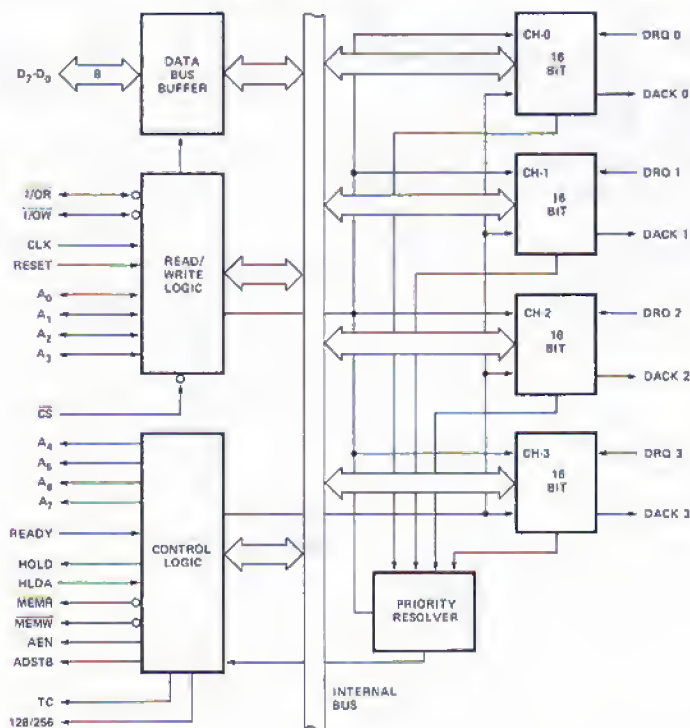 D7-D0
8
DATA
BUS
BUFFER
I/OR
I/OW
CLK
RESET
A0
A1
A2
A3
READ/
WRITE
LOGIC
CS
A4
A5
A6
A7
READY
HOLD
HLDA
MEMR
MEMW
AEN
ADSTB
TC
128/256
CONTROL
LOGIC
INTERNAL
BUS
CH-0
16
BIT
DRQ 0
DACK 0
CH-1
16
BIT
DRQ 1
DACK 1
CH-2
16
BIT
DRQ 2
DACK 2
CH-3
16
BIT
DRQ 3
DACK 3
PRIORITY
RESOLVER